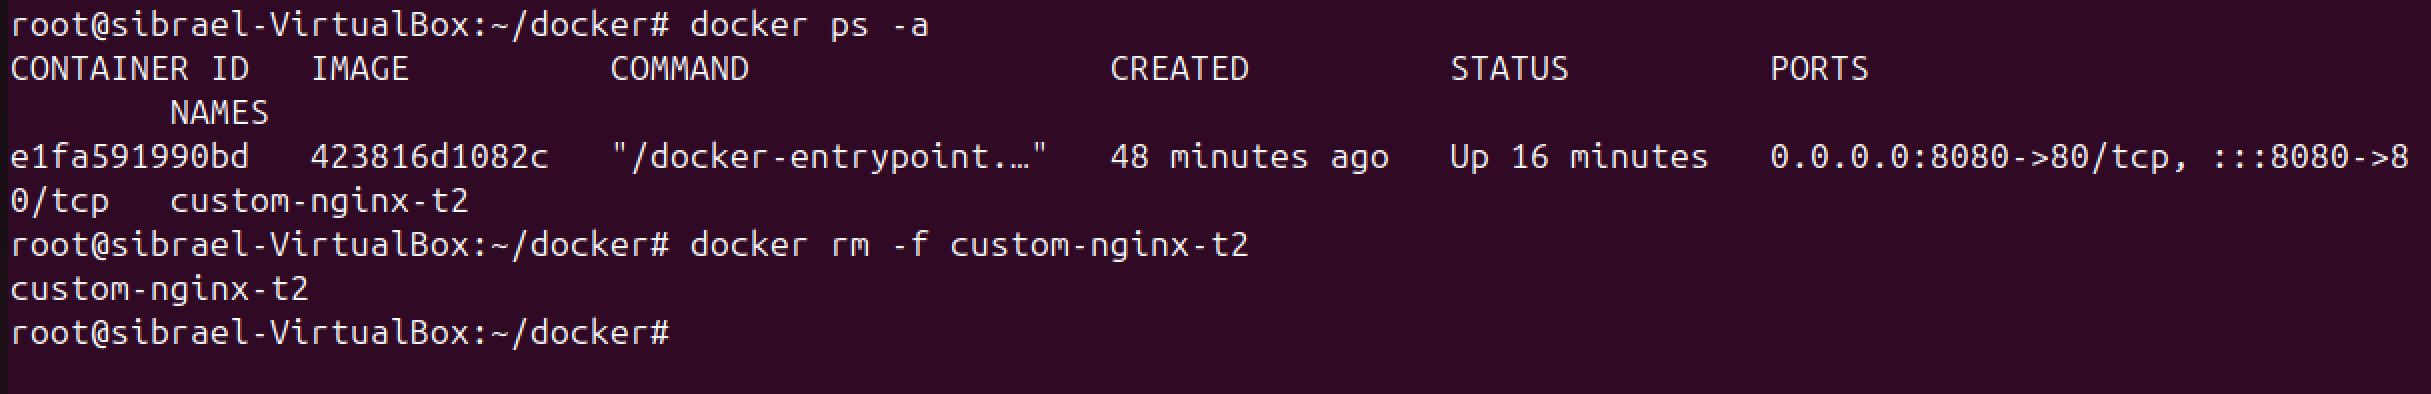 root@sibrael-VirtualBox:~/docker# docker ps -a
CONTAINER ID   IMAGE          COMMAND                  CREATED          STATUS          PORTS
        NAMES
e1fa591990bd   423816d1082c   "/docker-entrypoint.…"   48 minutes ago   Up 16 minutes   0.0.0.0:8080->80/tcp, :::8080->8
0/tcp   custom-nginx-t2
root@sibrael-VirtualBox:~/docker# docker rm -f custom-nginx-t2
custom-nginx-t2
root@sibrael-VirtualBox:~/docker#